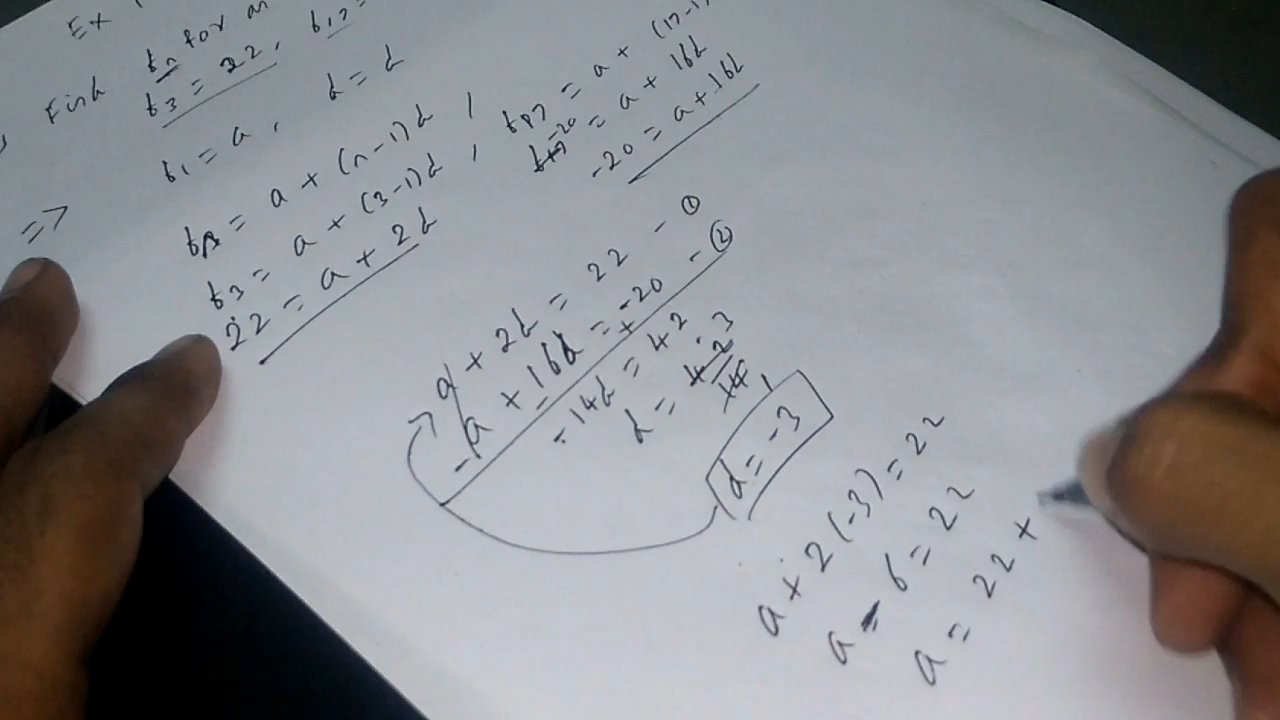 Ex
Find tn for an
t3 = 22, t17 =
t1 = a, d = d
=>
tn = a + (n-1)d |
t3 = a + (3-1)d |
22 = a + 2d
t17 = a + (17-1)
-20 = a + 16d
-20 = a + 16d
a + 2d = 22 - ①
-a + 16d = -20 - ②
- +
-14d = 42
d = 42 3
14 1
d = -3
a + 2(-3) = 22
a - 6 = 22
a = 22 +